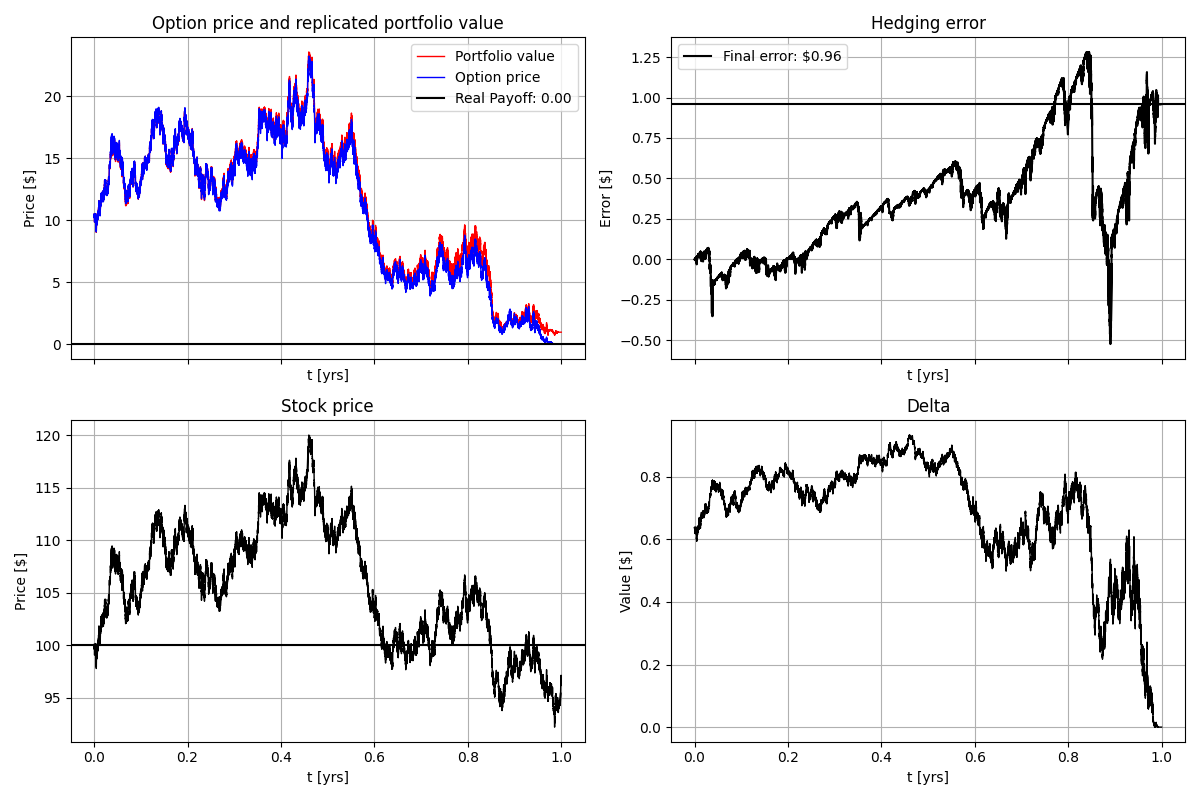 Option price and replicated portfolio value
Price [$]
20
15
10
5
0
Portfolio value
Option price
Real Payoff: 0.00
t [yrs]
Hedging error
Error [$]
1.25
1.00
0.75
0.50
0.25
0.00
−0.25
−0.50
Final error: $0.96
t [yrs]
Stock price
Price [$]
120
115
110
105
100
95
0.0 0.2 0.4 0.6 0.8 1.0
t [yrs]
Delta
Value [$]
0.8
0.6
0.4
0.2
0.0
0.0 0.2 0.4 0.6 0.8 1.0
t [yrs]